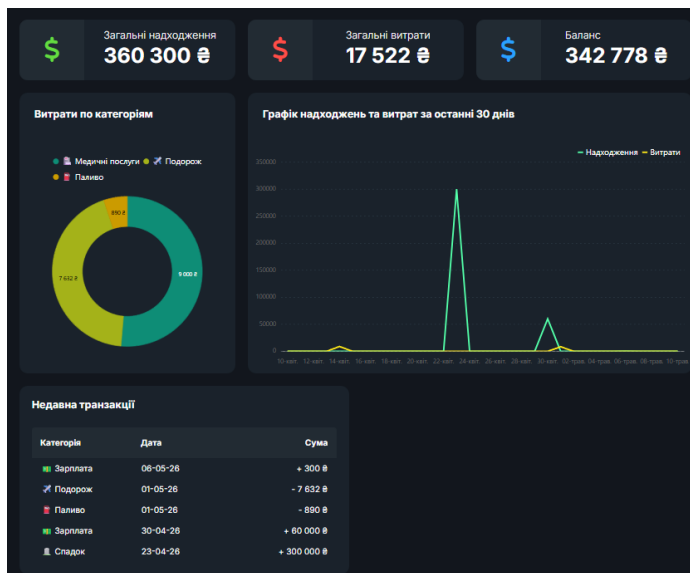 Загальні надходження
360 300 ₴
Загальні витрати
17 522 ₴
Баланс
342 778 ₴
Витрати по категоріям
Медичні послуги
Подорож
Паливо
890 ₴
7 632 ₴
9 000 ₴
Графік надходжень та витрат за останні 30 днів
Надходження
Витрати
350000
300000
250000
200000
150000
100000
50000
0
10-квіт. 12-квіт. 14-квіт. 16-квіт. 18-квіт. 20-квіт. 22-квіт. 24-квіт. 26-квіт. 28-квіт. 30-квіт. 02-трав. 04-трав. 06-трав. 08-трав. 10-трав.
Недавна транзакції
Категорія Дата Сума
Зарплата 06-05-26 + 300 ₴
Подорож 01-05-26 - 7 632 ₴
Паливо 01-05-26 - 890 ₴
Зарплата 30-04-26 + 60 000 ₴
Спадок 23-04-26 + 300 000 ₴